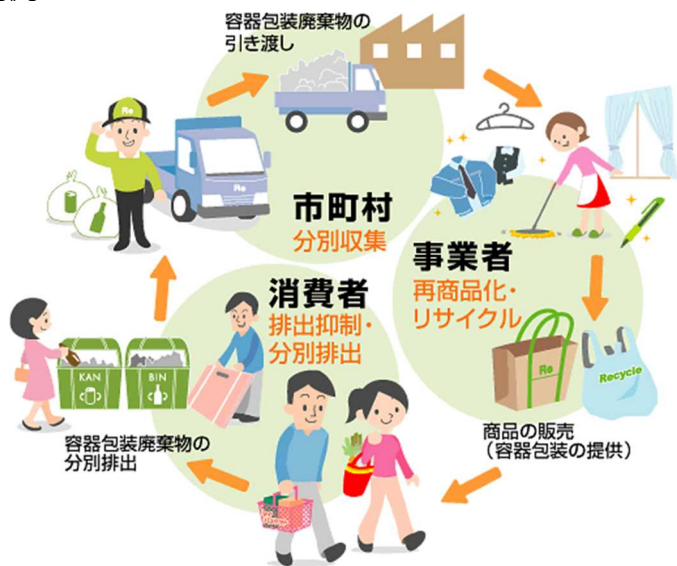 容器包装廃棄物の
引き渡し
Re
Re
市町村
分別収集
事業者
再商品化・
リサイクル
消費者
排出抑制・
分別排出
KAN
BIN
Re
Recycle
容器包装廃棄物の
分別排出
商品の販売
（容器包装の提供）